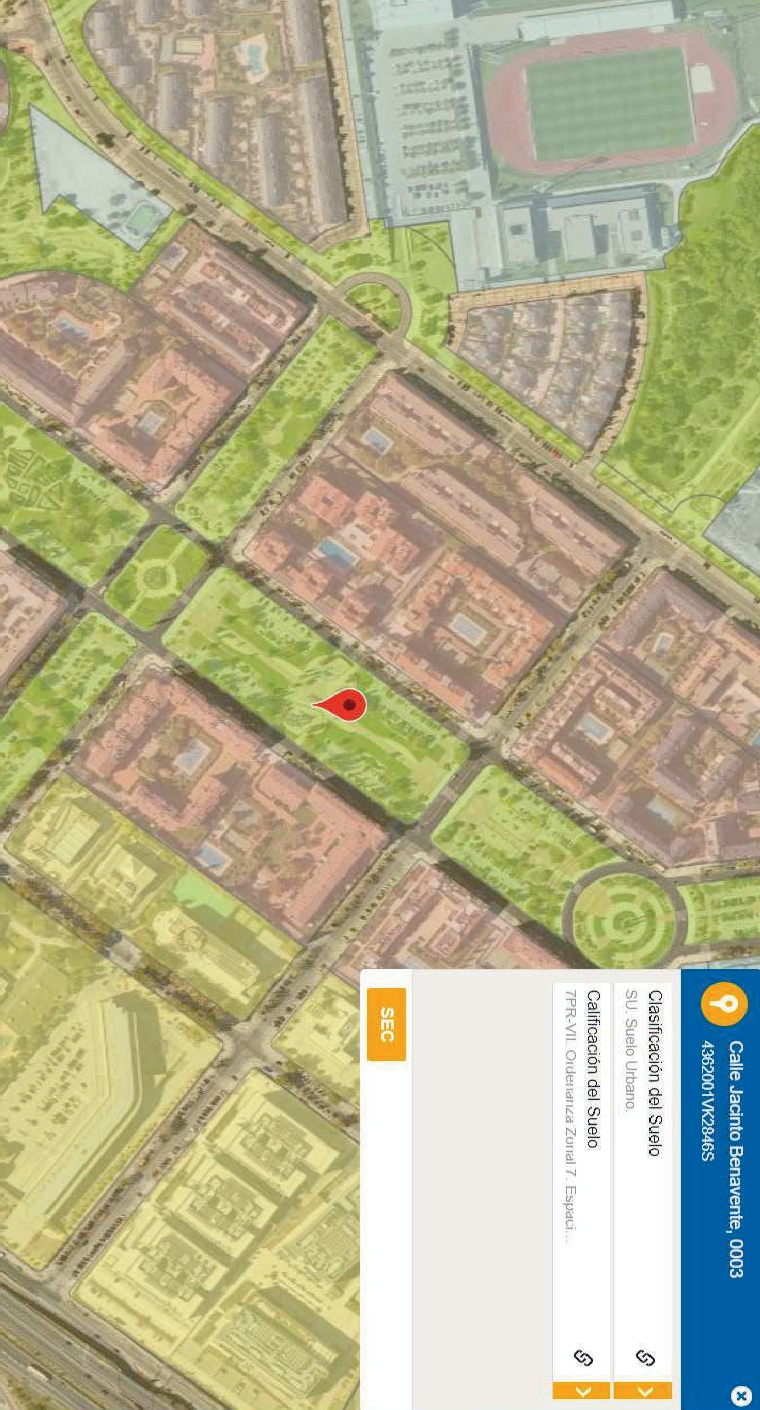 Calle Jacinto Benavente, 0003
4362001VK2846S
Clasificación del Suelo
SU. Suelo Urbano.
Calificación del Suelo
7PR-VII. Ordenanza Zonal 7. Espaci...
SEC